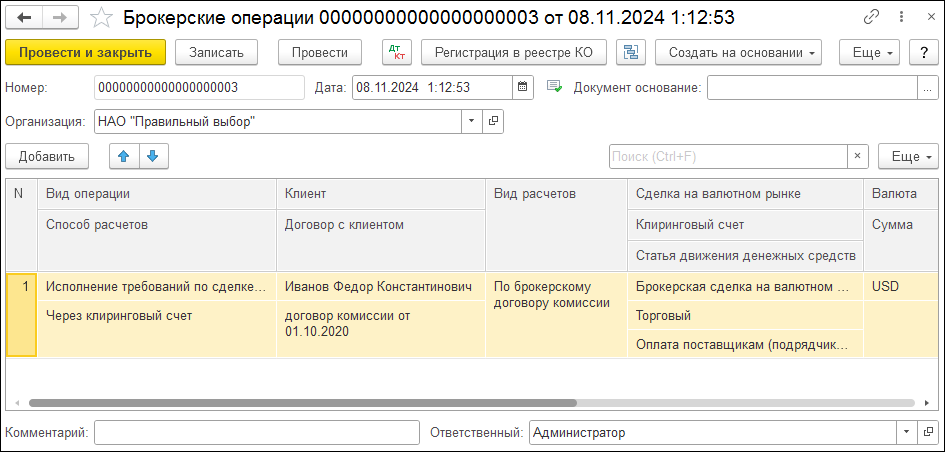 Брокерские операции 00000000000000000003 от 08.11.2024 1:12:53
Провести и закрыть Записать Провести Дт Кт Регистрация в реестре КО Создать на основании Еще ?
Номер: 00000000000000000003 Дата: 08.11.2024 1:12:53 Документ основание: ...
Организация: НАО "Правильный выбор"
Добавить Поиск (Ctrl+F) × Еще
N Вид операции Клиент Вид расчетов Сделка на валютном рынке Валюта
Способ расчетов Договор с клиентом Клиринговый счет Сумма
Статья движения денежных средств
1 Исполнение требований по сделке... Иванов Федор Константинович По брокерскому Брокерская сделка на валютном ... USD
договору комиссии
Через клиринговый счет договор комиссии от Торговый
01.10.2020
Оплата поставщикам (подрядчик...
Комментарий: Ответственный: Администратор